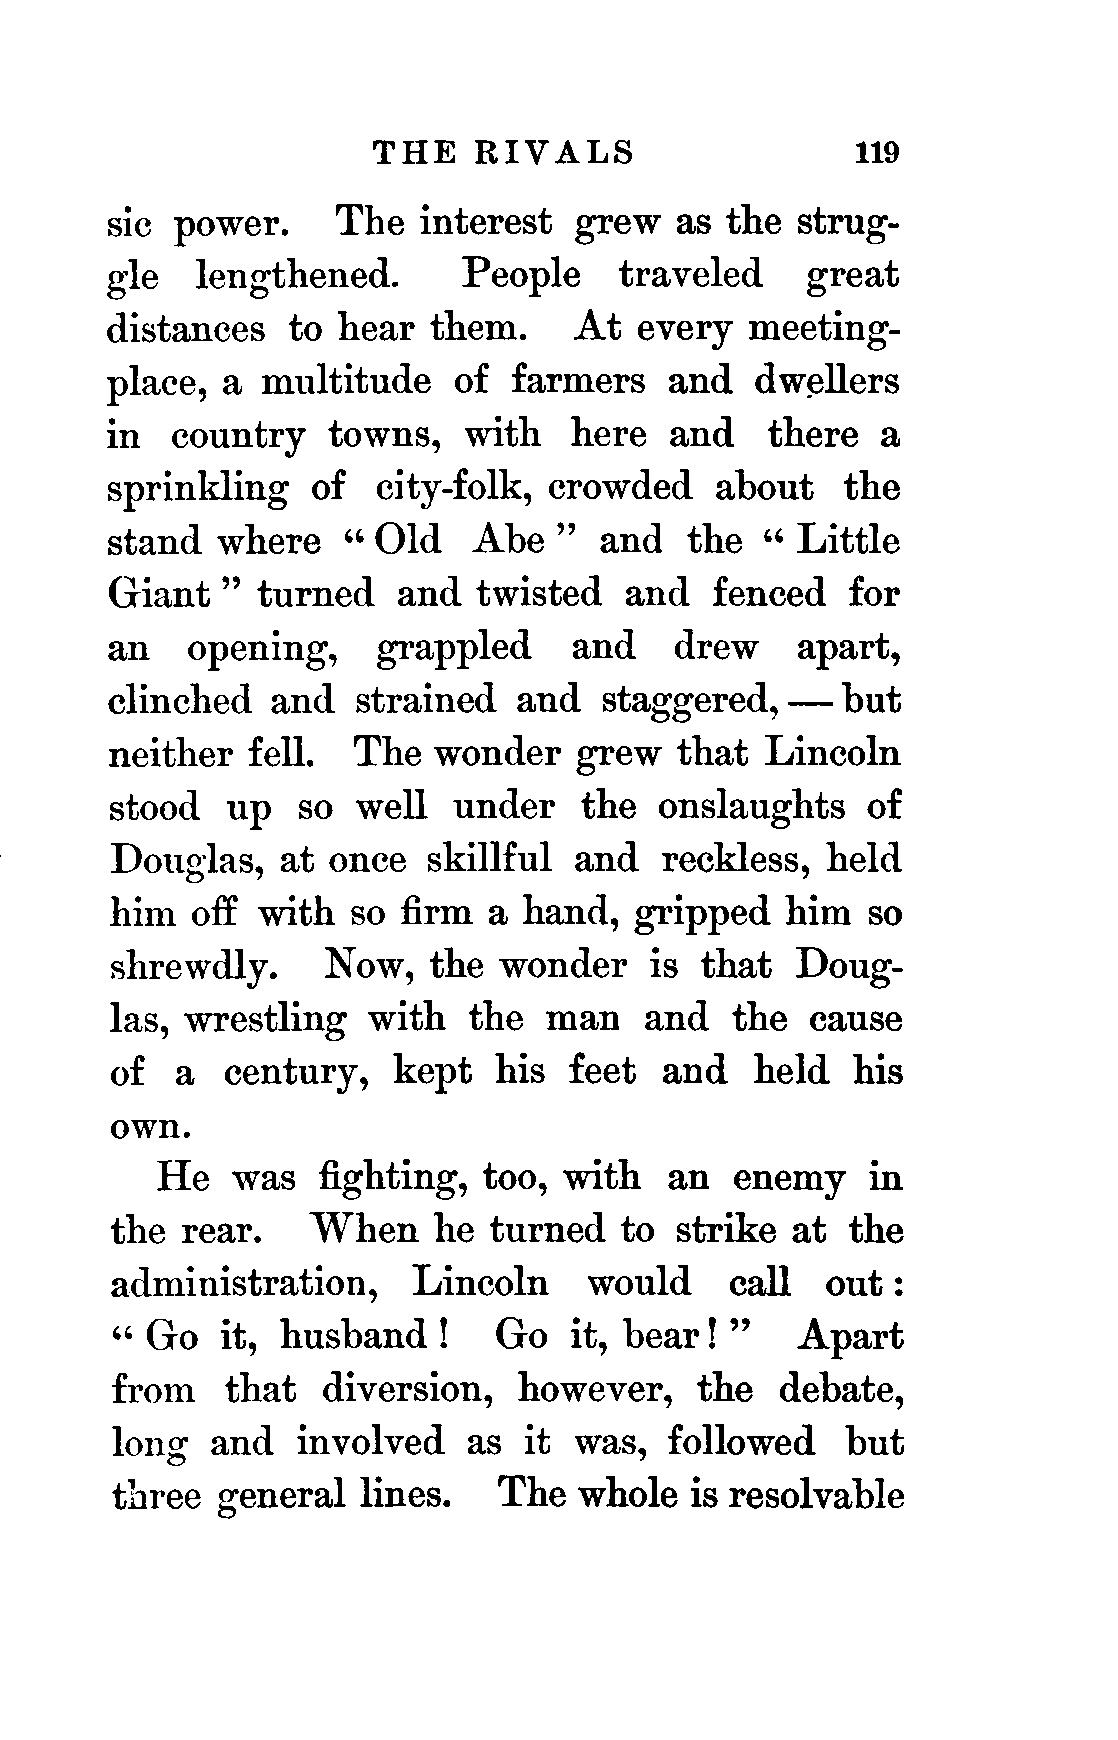 THE RIVALS 119
sic power. The interest grew as the strug-
gle lengthened. People traveled great
distances to hear them. At every meeting-
place, a multitude of farmers and dwellers
in country towns, with here and there a
sprinkling of city-folk, crowded about the
stand where “ Old Abe ” and the “ Little
Giant ” turned and twisted and fenced for
an opening, grappled and drew apart,
clinched and strained and staggered, — but
neither fell. The wonder grew that Lincoln
stood up so well under the onslaughts of
Douglas, at once skillful and reckless, held
him off with so firm a hand, gripped him so
shrewdly. Now, the wonder is that Doug-
las, wrestling with the man and the cause
of a century, kept his feet and held his
own.
He was fighting, too, with an enemy in
the rear. When he turned to strike at the
administration, Lincoln would call out :
“ Go it, husband ! Go it, bear ! ” Apart
from that diversion, however, the debate,
long and involved as it was, followed but
three general lines. The whole is resolvable